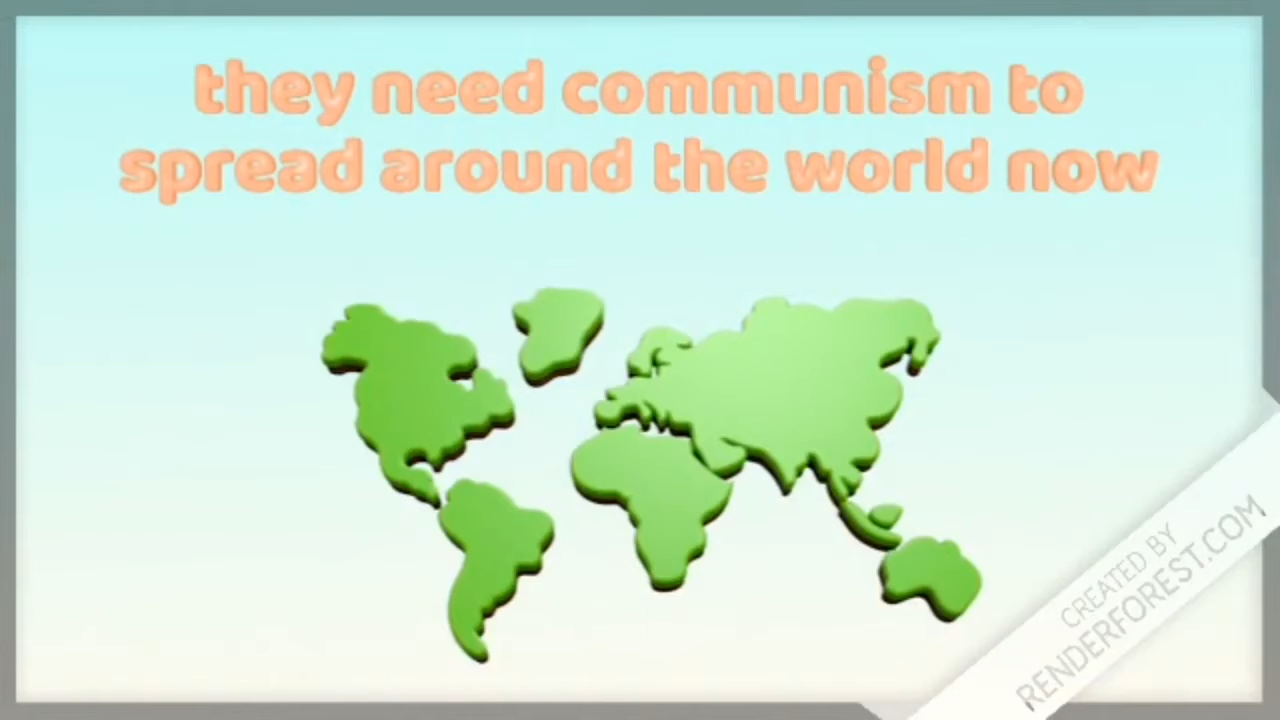 they need communism to
spread around the world now
CREATED BY
RENDERFOREST.COM